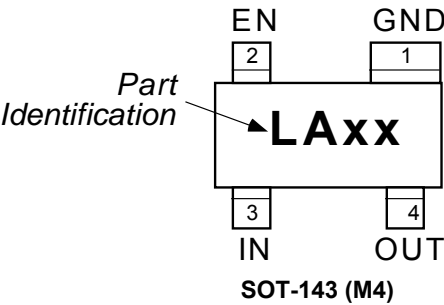 EN GND
2 1
Part
Identification
LAxx
3 4
IN OUT
SOT-143 (M4)